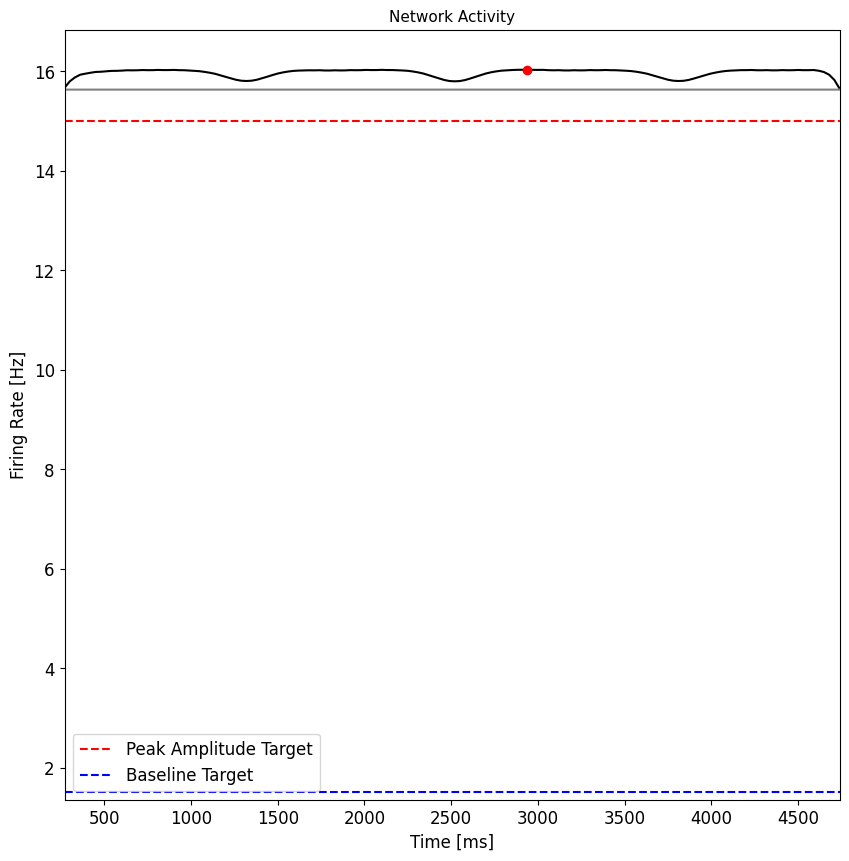 Network Activity
16
14
12
10
8
6
4
2
Firing Rate [Hz]
Peak Amplitude Target
Baseline Target
500 1000 1500 2000 2500 3000 3500 4000 4500
Time [ms]